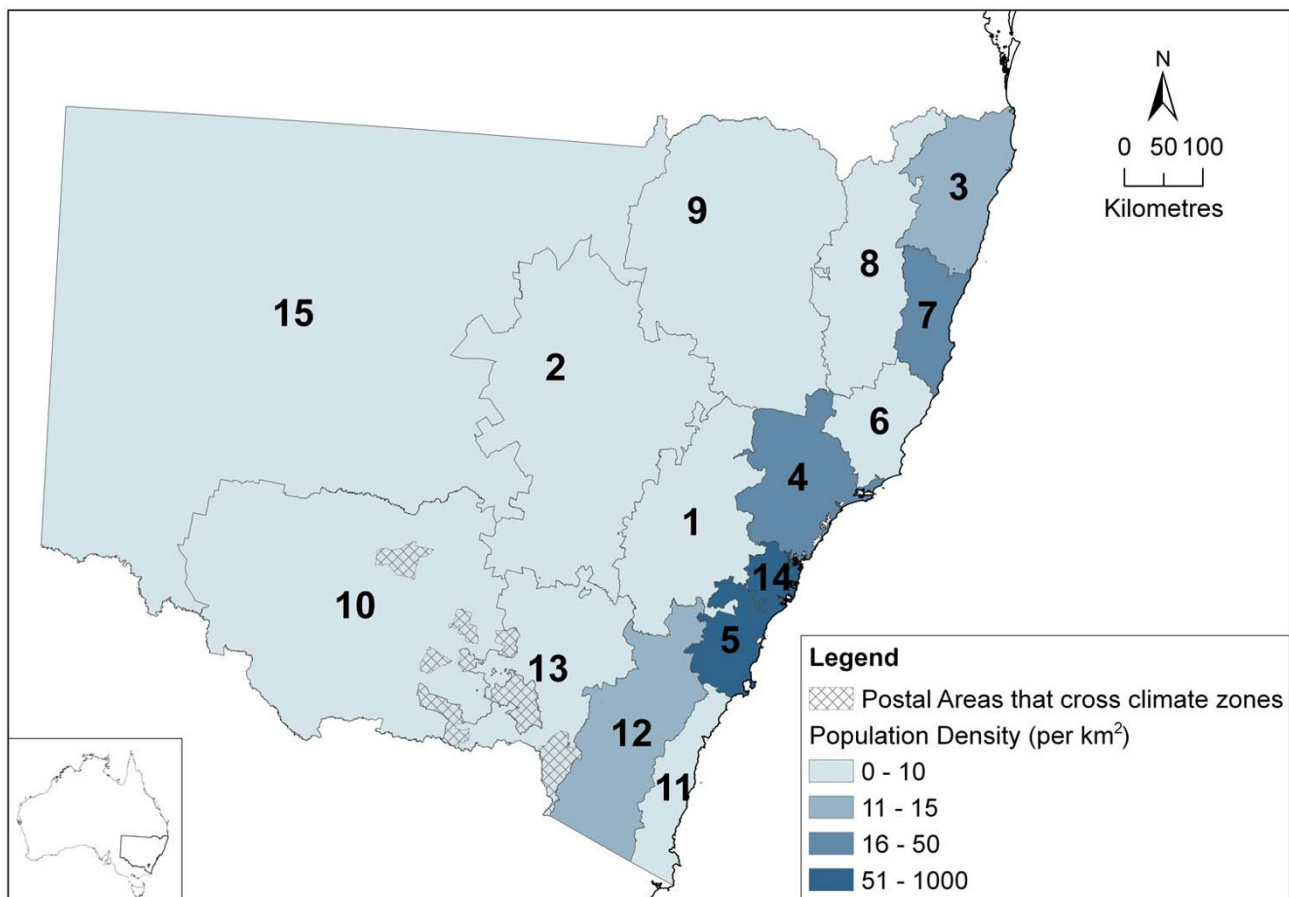 N
0 50 100
Kilometres
3
9
8
15
7
2
6
4
1
14
10
5
13
12
11
Legend
Postal Areas that cross climate zones
Population Density (per km²)
0 - 10
11 - 15
16 - 50
51 - 1000